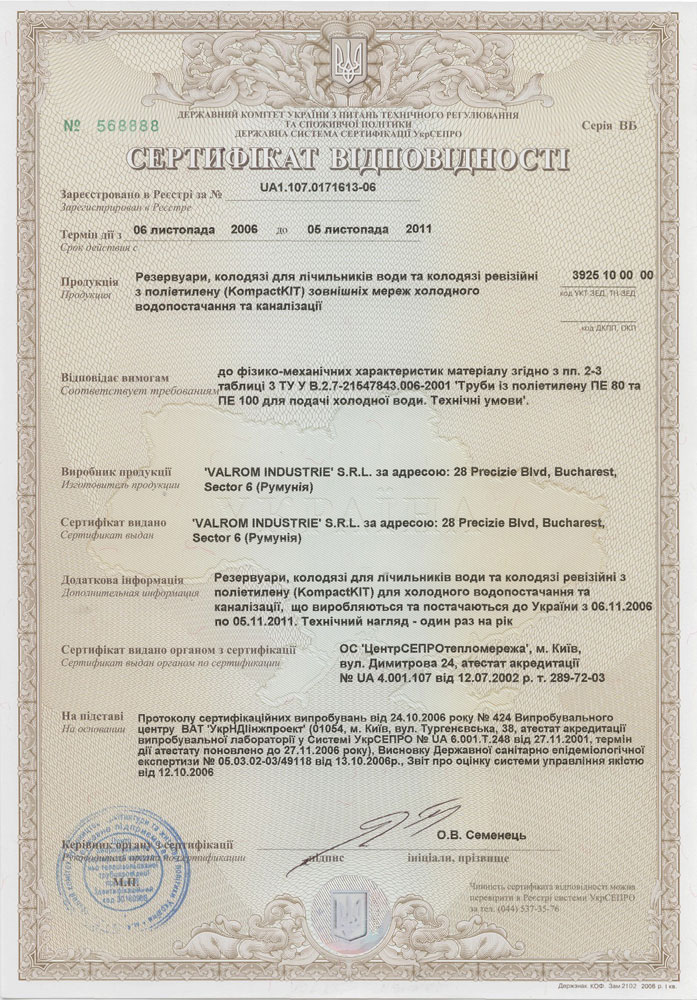 ДЕРЖАВНИЙ КОМІТЕТ УКРАЇНИ З ПИТАНЬ ТЕХНІЧНОГО РЕГУЛЮВАННЯ
ТА СПОЖИВЧОЇ ПОЛІТИКИ
ДЕРЖАВНА СИСТЕМА СЕРТИФІКАЦІЇ УкрСЕПРО
№ 568888
Серія ВБ
СЕРТИФІКАТ ВІДПОВІДНОСТІ
Зареєстровано в Реєстрі за № UA1.107.0171613-06
Зарегистрирован в Реестре
Термін дії з 06 листопада 2006 до 05 листопада 2011
Срок действия с
Продукція
Продукция
Резервуари, колодязі для лічильників води та колодязі ревізійні
з поліетилену (KompactKIT) зовнішніх мереж холодного
водопостачання та каналізації
3925 10 00 00
код УКТ ЗЕД, ТН ЗЕД
код ДКПП, ОКП
Відповідає вимогам
Соответствует требованиям
до фізико-механічних характеристик матеріалу згідно з пп. 2-3
таблиці 3 ТУ У В.2.7-21547843.006-2001 'Труби із поліетилену ПЕ 80 та
ПЕ 100 для подачі холодної води. Технічні умови'.
УКРАЇНА
Виробник продукції
Изготовитель продукции
'VALROM INDUSTRIE' S.R.L. за адресою: 28 Precizie Blvd, Bucharest,
Sector 6 (Румунія)
Сертифікат видано
Сертификат выдан
'VALROM INDUSTRIE' S.R.L. за адресою: 28 Precizie Blvd, Bucharest,
Sector 6 (Румунія)
Додаткова інформація
Дополнительная информация
Резервуари, колодязі для лічильників води та колодязі ревізійні з
поліетилену (KompactKIT) для холодного водопостачання та
каналізації, що виробляються та постачаються до України з 06.11.2006
по 05.11.2011. Технічний нагляд - один раз на рік
Сертифікат видано органом з сертифікації
Сертификат выдан органам по сертификации
ОС 'ЦентрСЕПРОтепломережа', м. Київ,
вул. Димитрова 24, атестат акредитації
№ UA 4.001.107 від 12.07.2002 р. т. 289-72-03
На підставі
На основании
Протоколу сертифікаційних випробувань від 24.10.2006 року № 424 Випробувального
центру ВАТ 'УкрНДІінжпроект' (01054, м. Київ, вул. Тургенєвська, 38, атестат акредитації
випробувальної лабораторії у Системі УкрСЕПРО № UA 6.001.Т.248 від 27.11.2001, термін
дії атестату поновлено до 27.11.2006 року), Висновку Державної санітарно епідеміологічної
експертизи № 05.03.02-03/49118 від 13.10.2006р., Звіт про оцінку системи управління якістю
від 12.10.2006
О.В. Семенець
Керівник органу з сертифікації
підпис
ініціали, прізвище
М.П.
Чинність сертифіката відповідності можна
перевірити в Реєстрі системи УкрСЕПРО
за тел. (044) 537-35-76
Держзнак. КОФ. Зам 2102. 2006 р. І кв.